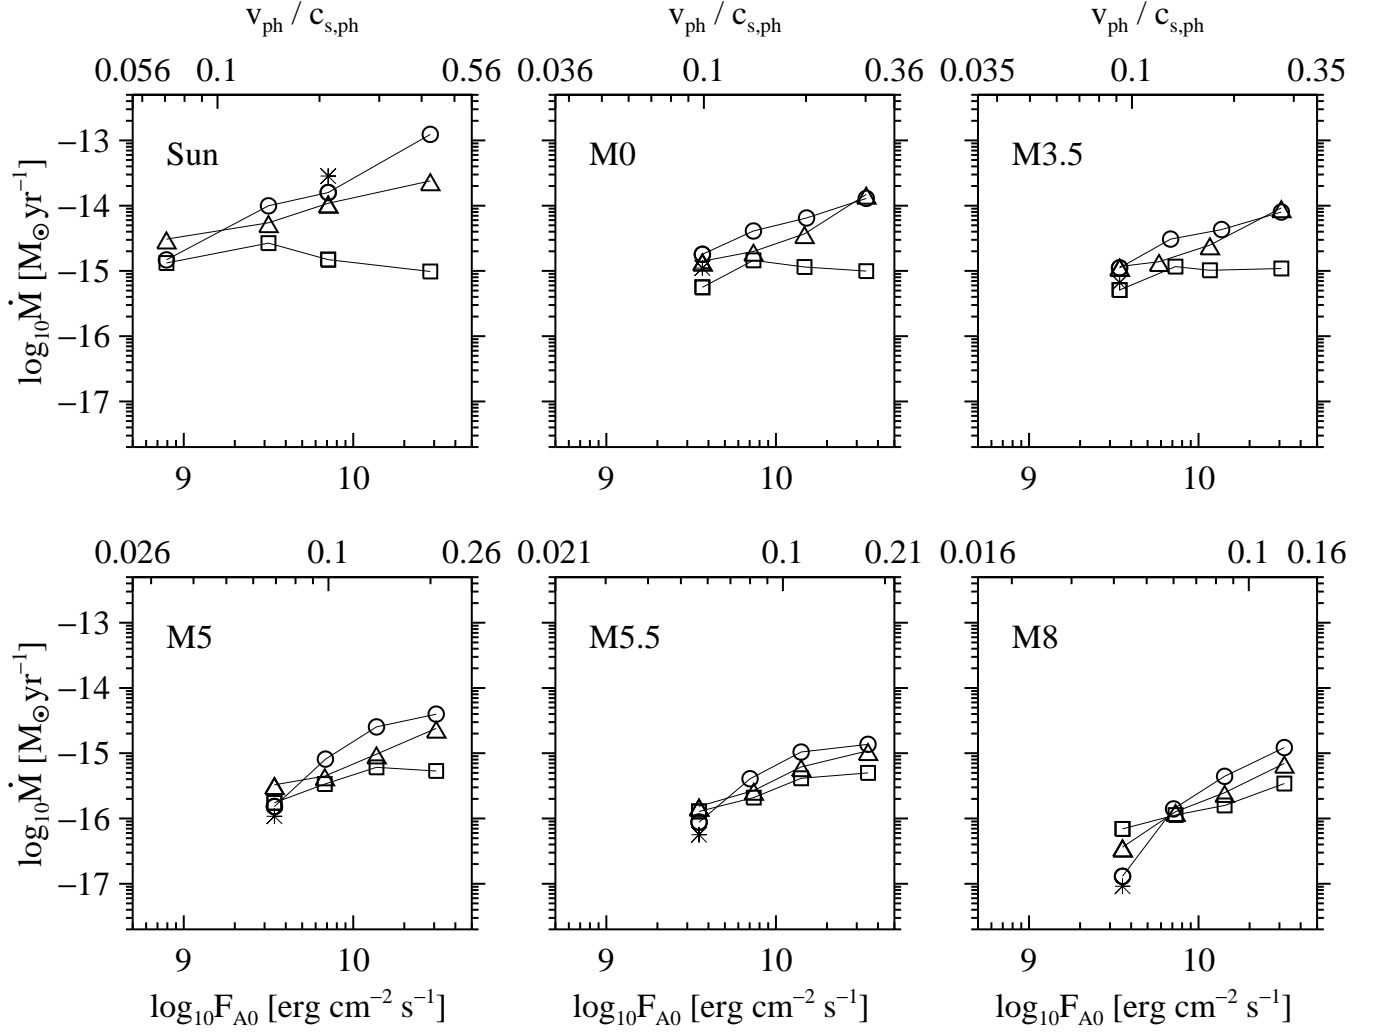 v_ph / c_s,ph v_ph / c_s,ph v_ph / c_s,ph
0.056 0.1 0.56 0.036 0.1 0.36 0.035 0.1 0.35
Sun M0 M3.5
−13
−14
−15
−16
−17
log₁₀Ṁ [M☉yr⁻¹]
9 10 9 10 9 10
0.026 0.1 0.26 0.021 0.1 0.21 0.016 0.1 0.16
M5 M5.5 M8
−13
−14
−15
−16
−17
log₁₀Ṁ [M☉yr⁻¹]
9 10 9 10 9 10
log₁₀F_A0 [erg cm⁻² s⁻¹] log₁₀F_A0 [erg cm⁻² s⁻¹] log₁₀F_A0 [erg cm⁻² s⁻¹]